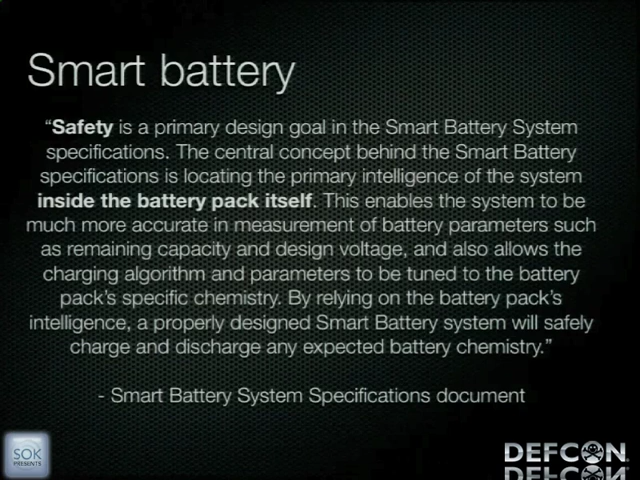 Smart battery
“Safety is a primary design goal in the Smart Battery System
specifications. The central concept behind the Smart Battery
specifications is locating the primary intelligence of the system
inside the battery pack itself. This enables the system to be
much more accurate in measurement of battery parameters such
as remaining capacity and design voltage, and also allows the
charging algorithm and parameters to be tuned to the battery
pack’s specific chemistry. By relying on the battery pack’s
intelligence, a properly designed Smart Battery system will safely
charge and discharge any expected battery chemistry.”
- Smart Battery System Specifications document
SOK
PRESENTS
DEFCON